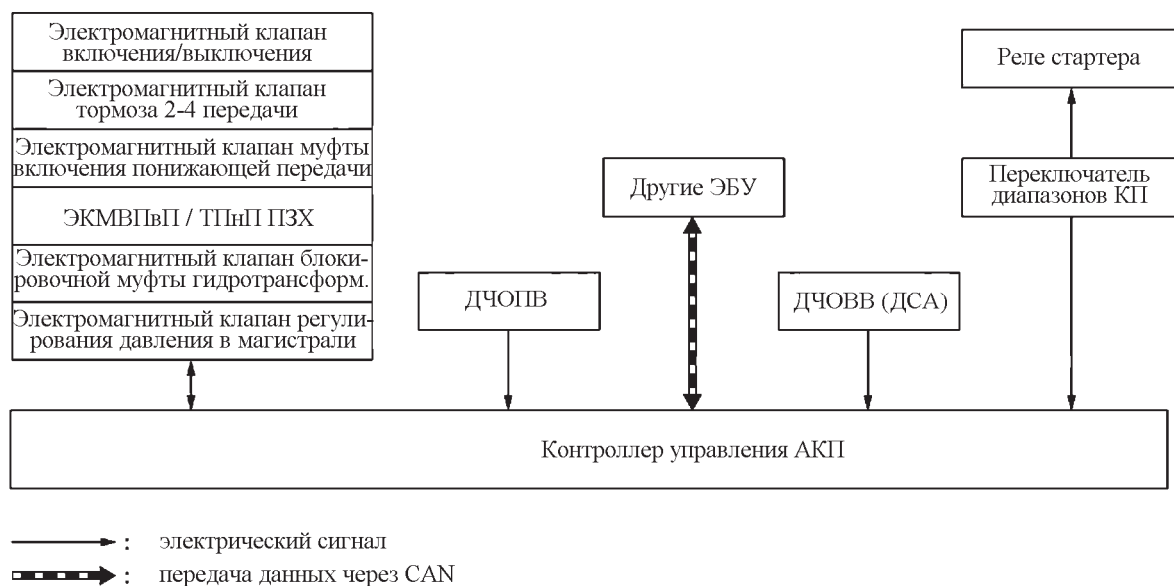 Электромагнитный клапан
включения/выключения
Электромагнитный клапан
тормоза 2-4 передачи
Электромагнитный клапан муфты
включения понижающей передачи
ЭКМВПвП / ТПнП ПЗХ
Электромагнитный клапан блоки-
ровочной муфты гидротрансформ.
Электромагнитный клапан регули-
рования давления в магистрали
ДЧОПВ
Другие ЭБУ
ДЧОВВ (ДСА)
Реле стартера
Переключатель
диапазонов КП
Контроллер управления АКП
: электрический сигнал
: передача данных через CAN